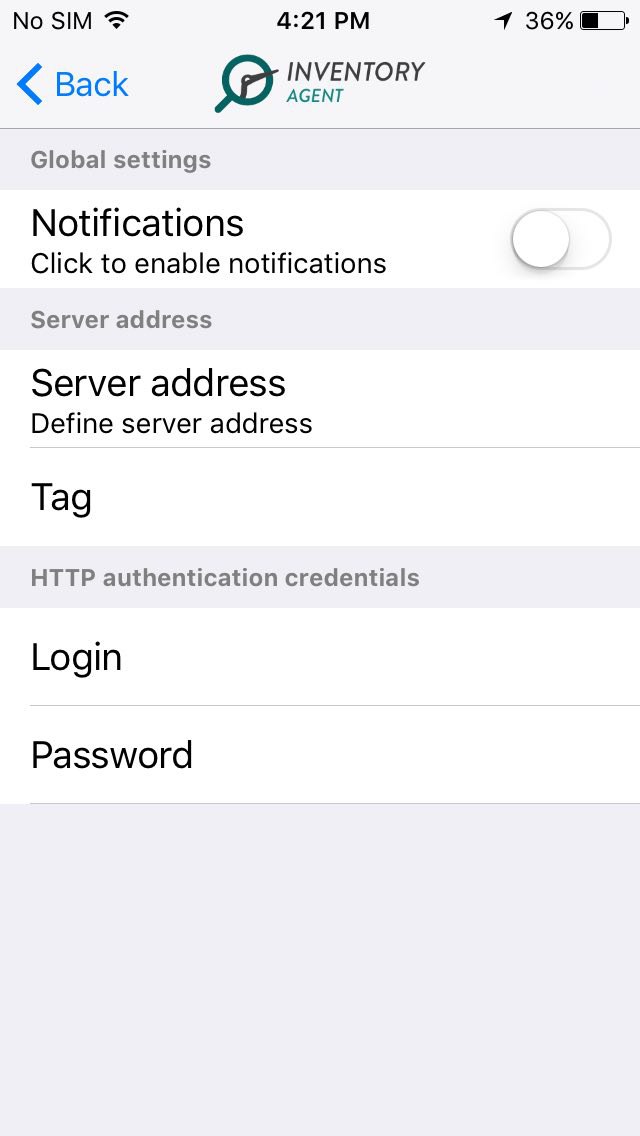 No SIM 4:21 PM 36%
Back INVENTORY
AGENT
Global settings
Notifications
Click to enable notifications
Server address
Server address
Define server address
Tag
HTTP authentication credentials
Login
Password